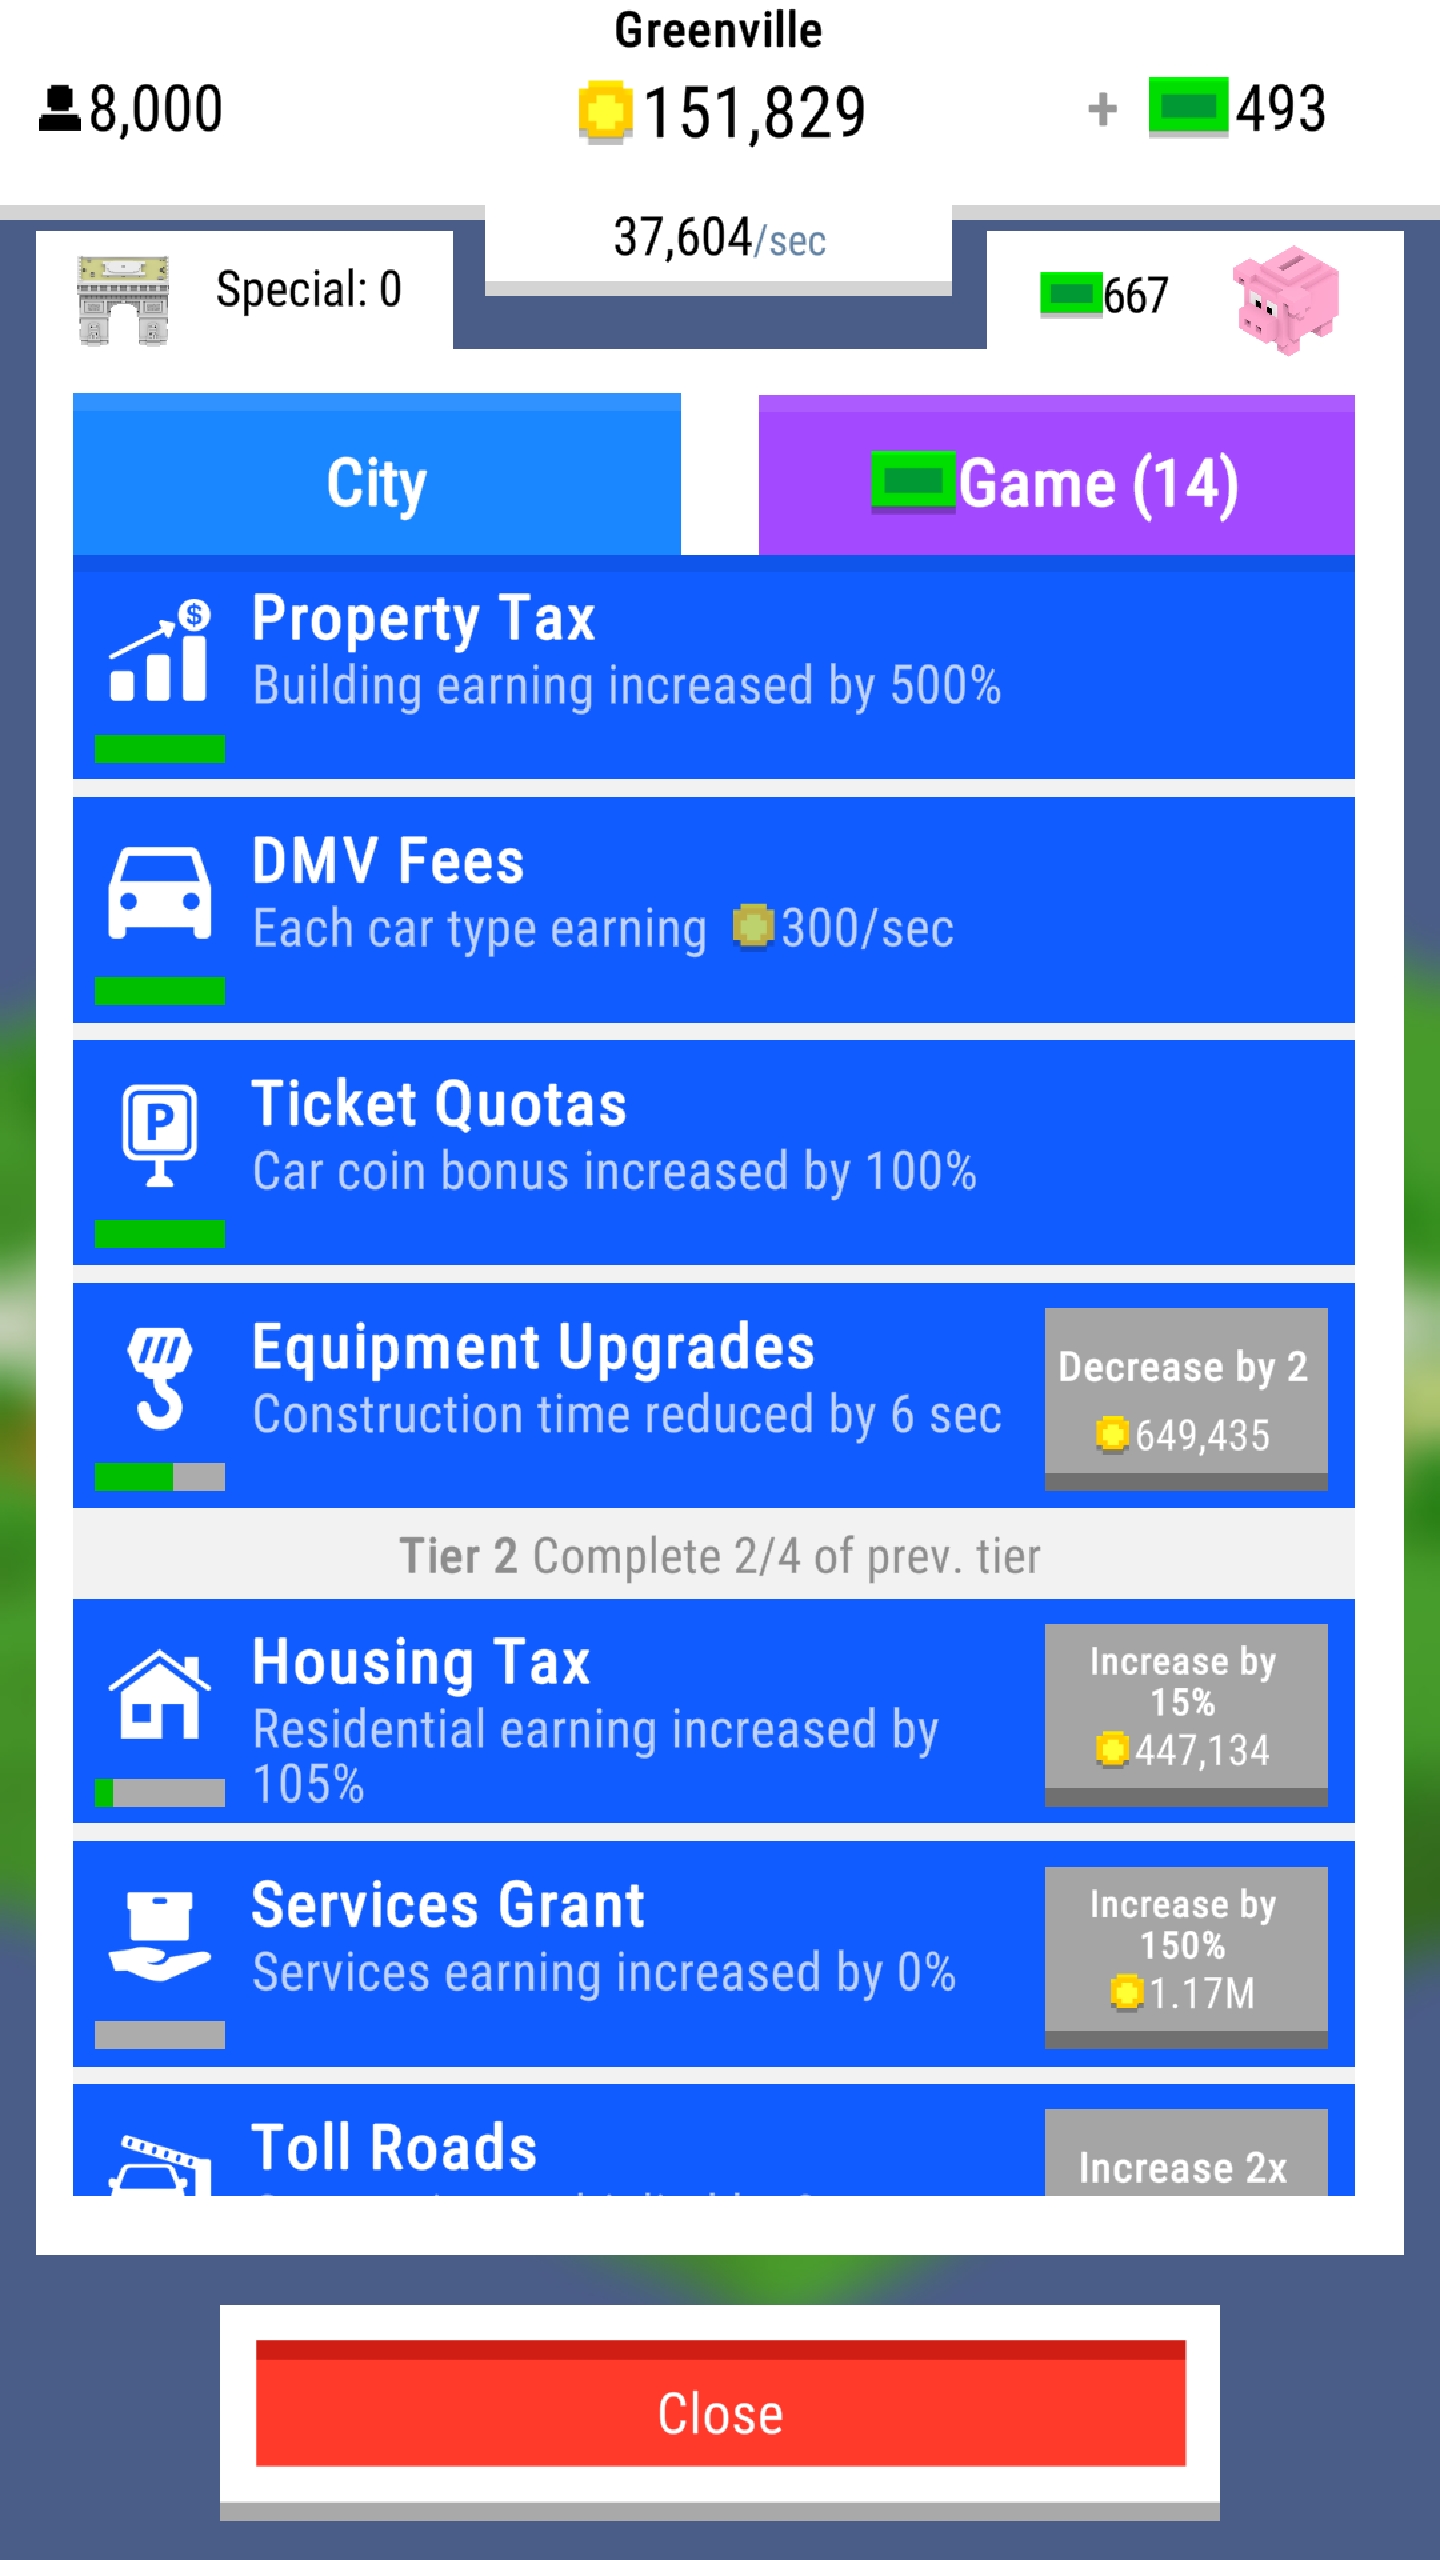 Greenville
8,000
151,829
+ 493
37,604/sec
Special: 0
667
City
Game (14)
Property Tax
Building earning increased by 500%
DMV Fees
Each car type earning 300/sec
P
Ticket Quotas
Car coin bonus increased by 100%
Equipment Upgrades
Construction time reduced by 6 sec
Decrease by 2
649,435
Tier 2 Complete 2/4 of prev. tier
Housing Tax
Residential earning increased by
105%
Increase by
15%
447,134
Services Grant
Services earning increased by 0%
Increase by
150%
1.17M
Toll Roads
Increase 2x
Close